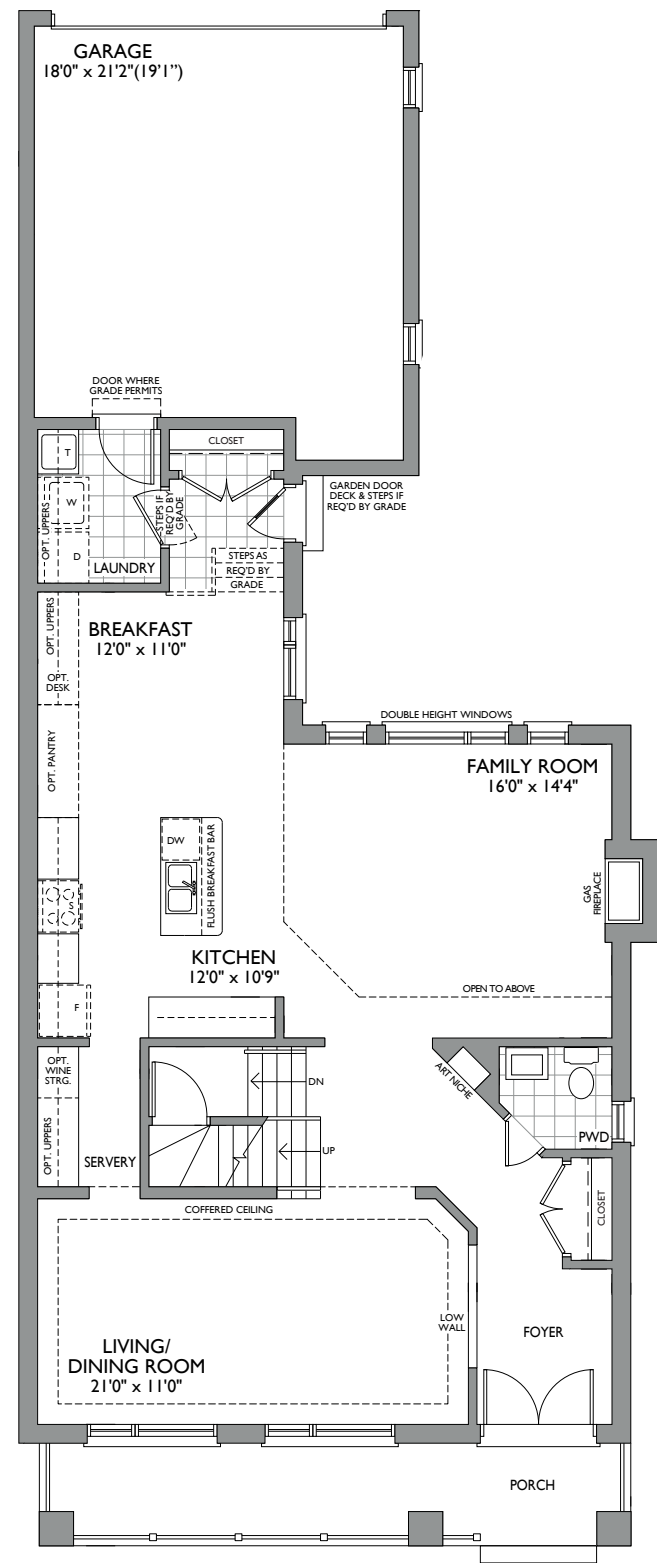 GARAGE
18'0" x 21'2"(19'1")
DOOR WHERE
GRADE PERMITS
CLOSET
T
W
D
OPT. UPPERS
LAUNDRY
STEPS IF
REQ'D BY
GRADE
GARDEN DOOR
DECK & STEPS IF
REQ'D BY GRADE
STEPS AS
REQ'D BY
GRADE
OPT. UPPERS
BREAKFAST
12'0" x 11'0"
OPT.
DESK
OPT. PANTRY
DOUBLE HEIGHT WINDOWS
FAMILY ROOM
16'0" x 14'4"
DW
FLUSH BREAKFAST BAR
S
GAS
FIREPLACE
KITCHEN
12'0" x 10'9"
F
OPEN TO ABOVE
OPT.
WINE
STRG.
OPT. UPPERS
SERVERY
DN
UP
ART NICHE
PWD
CLOSET
COFFERED CEILING
LOW
WALL
FOYER
LIVING/
DINING ROOM
21'0" x 11'0"
PORCH